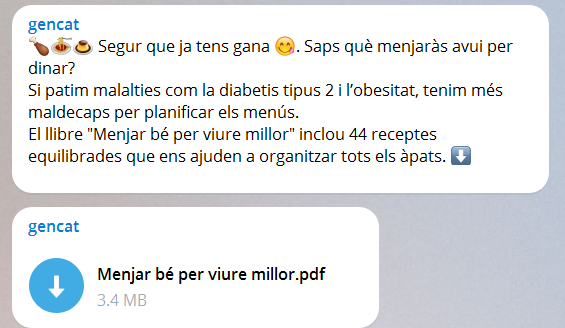 gencat
🍗🍝🍮 Segur que ja tens gana 😋. Saps què menjaràs avui per
dinar?
Si patim malalties com la diabetis tipus 2 i l’obesitat, tenim més
maldecaps per planificar els menús.
El llibre "Menjar bé per viure millor" inclou 44 receptes
equilibrades que ens ajuden a organitzar tots els àpats. ⬇️
gencat
Menjar bé per viure millor.pdf
3.4 MB